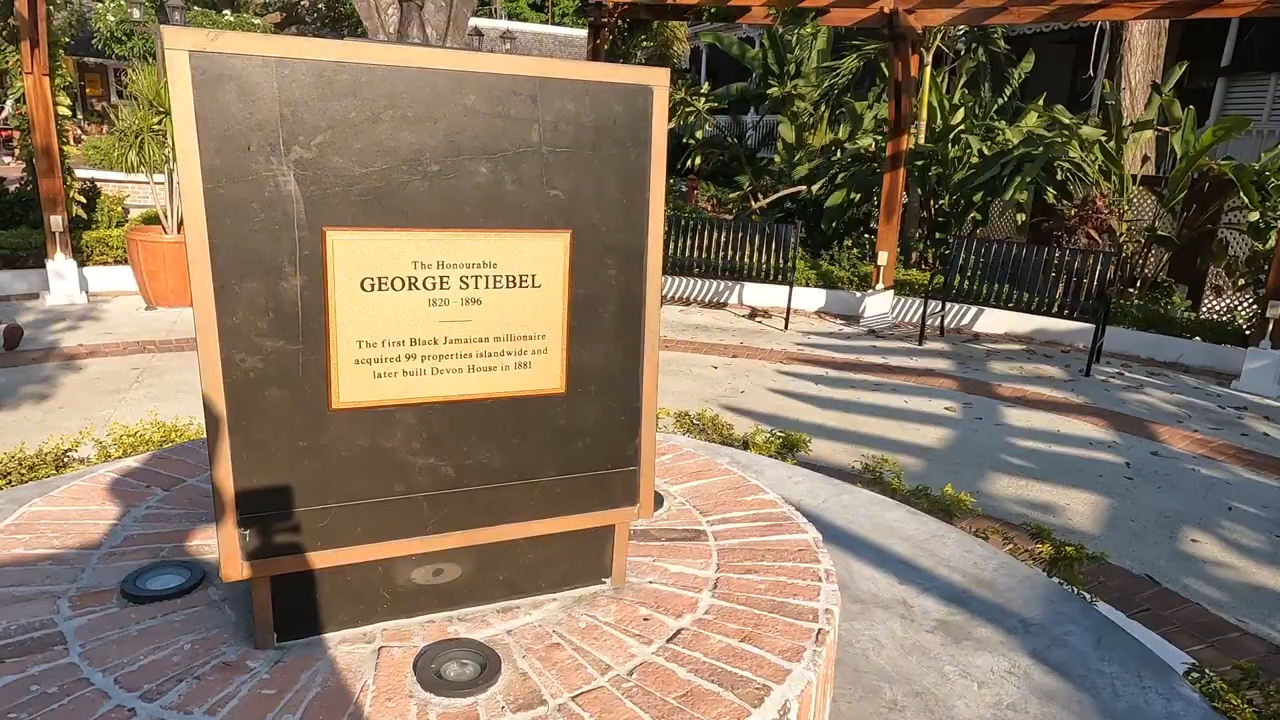 The Honourable
GEORGE STIEBEL
1820 – 1896
The first Black Jamaican millionaire
acquired 99 properties islandwide and
later built Devon House in 1881